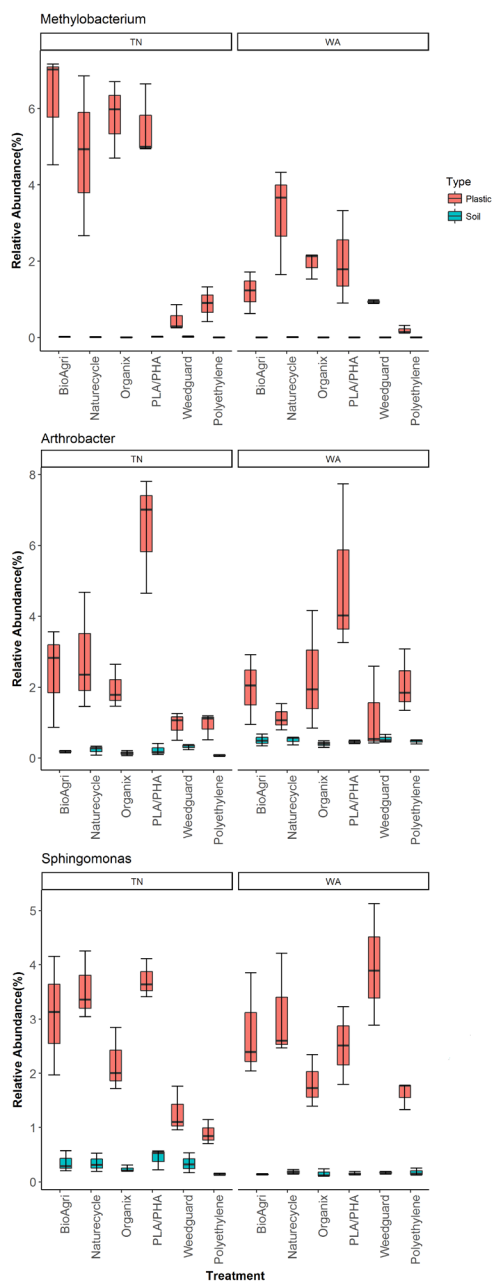 Methylobacterium
TN
WA
Relative Abundance(%)
6
4
2
0
BioAgri
Naturecycle
Organix
PLA/PHA
Weedguard
Polyethylene
BioAgri
Naturecycle
Organix
PLA/PHA
Weedguard
Polyethylene
Type
Plastic
Soil
Arthrobacter
TN
WA
Relative Abundance(%)
8
6
4
2
0
BioAgri
Naturecycle
Organix
PLA/PHA
Weedguard
Polyethylene
BioAgri
Naturecycle
Organix
PLA/PHA
Weedguard
Polyethylene
Sphingomonas
TN
WA
Relative Abundance(%)
5
4
3
2
1
0
BioAgri
Naturecycle
Organix
PLA/PHA
Weedguard
Polyethylene
BioAgri
Naturecycle
Organix
PLA/PHA
Weedguard
Polyethylene
Treatment